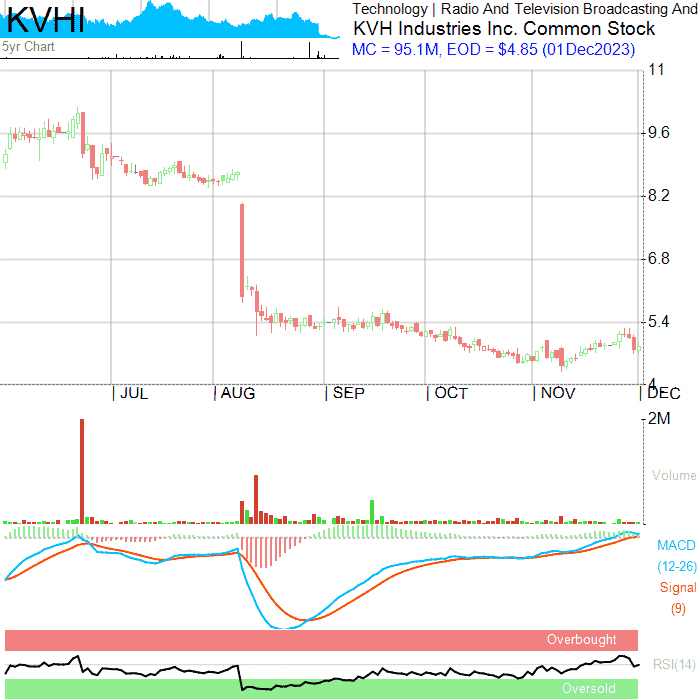 KVHI
5yr Chart
Technology | Radio And Television Broadcasting And
KVH Industries Inc. Common Stock
MC = 95.1M, EOD = $4.85 (01Dec2023)
11
9.6
8.2
6.8
5.4
4
JUL AUG SEP OCT NOV DEC
2M
Volume
MACD
(12-26)
Signal
(9)
Overbought
RSI(14)
Oversold